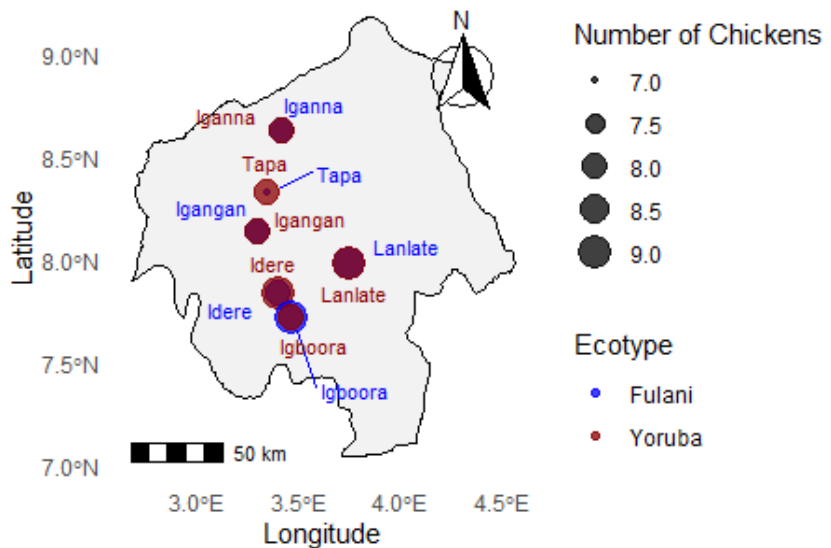 N
Number of Chickens
7.0
7.5
8.0
8.5
9.0
Ecotype
Fulani
Yoruba
Latitude
9.0°N
8.5°N
8.0°N
7.5°N
7.0°N
Iganna
Iganna
Tapa
Tapa
Igangan
Igangan
Lanlate
Idere
Lanlate
Idere
Igboora
Igboora
50 km
3.0°E
3.5°E
4.0°E
4.5°E
Longitude